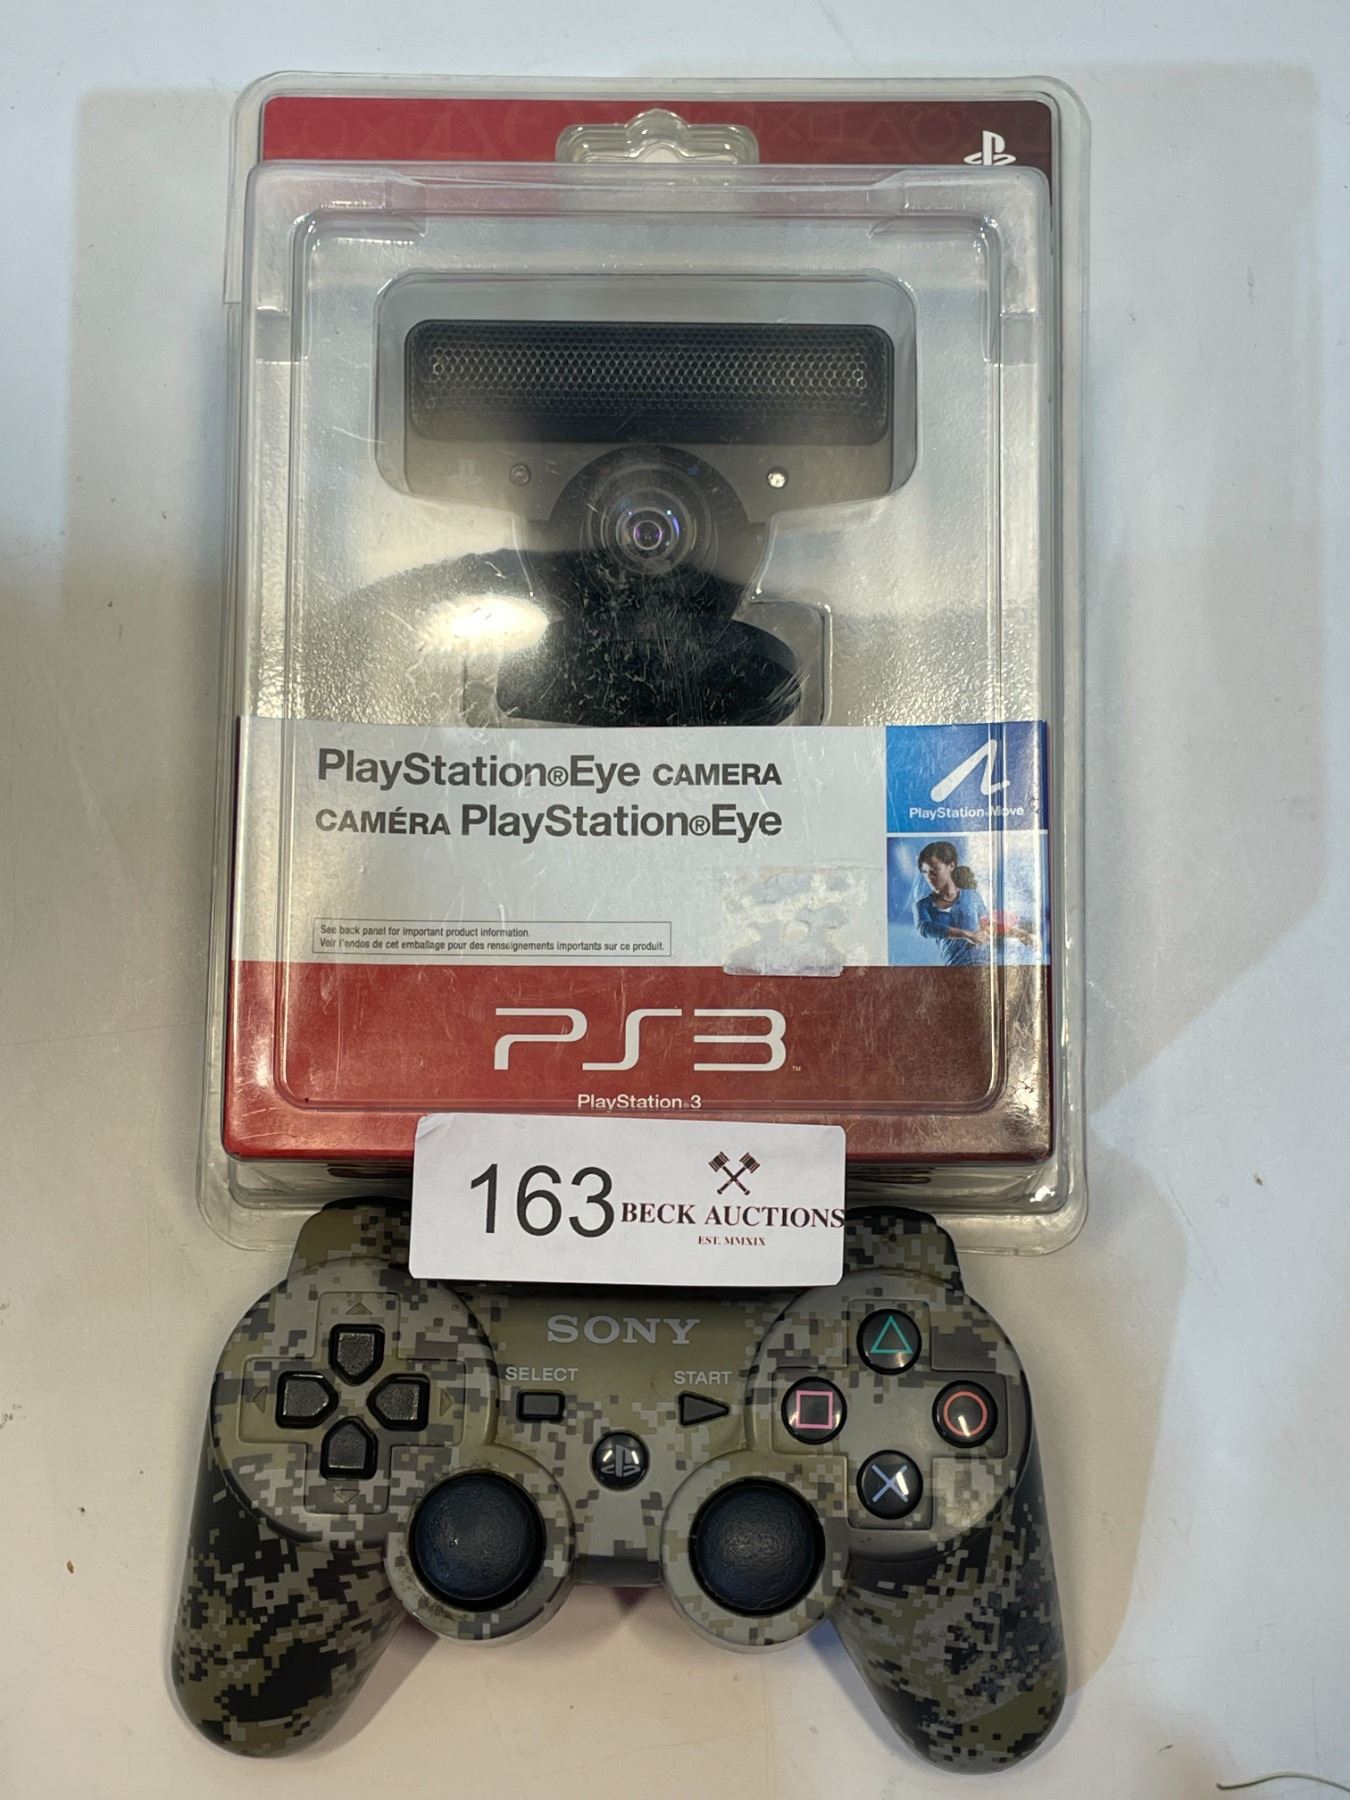 PlayStation®Eye CAMERA
CAMÉRA PlayStation®Eye
PlayStation®Move
See back panel for important product information.
Voir l'endos de cet emballage pour des renseignements importants sur ce produit.
PS3™
PlayStation®3
163
BECK AUCTIONS
EST. MMXIX
SONY
SELECT
START